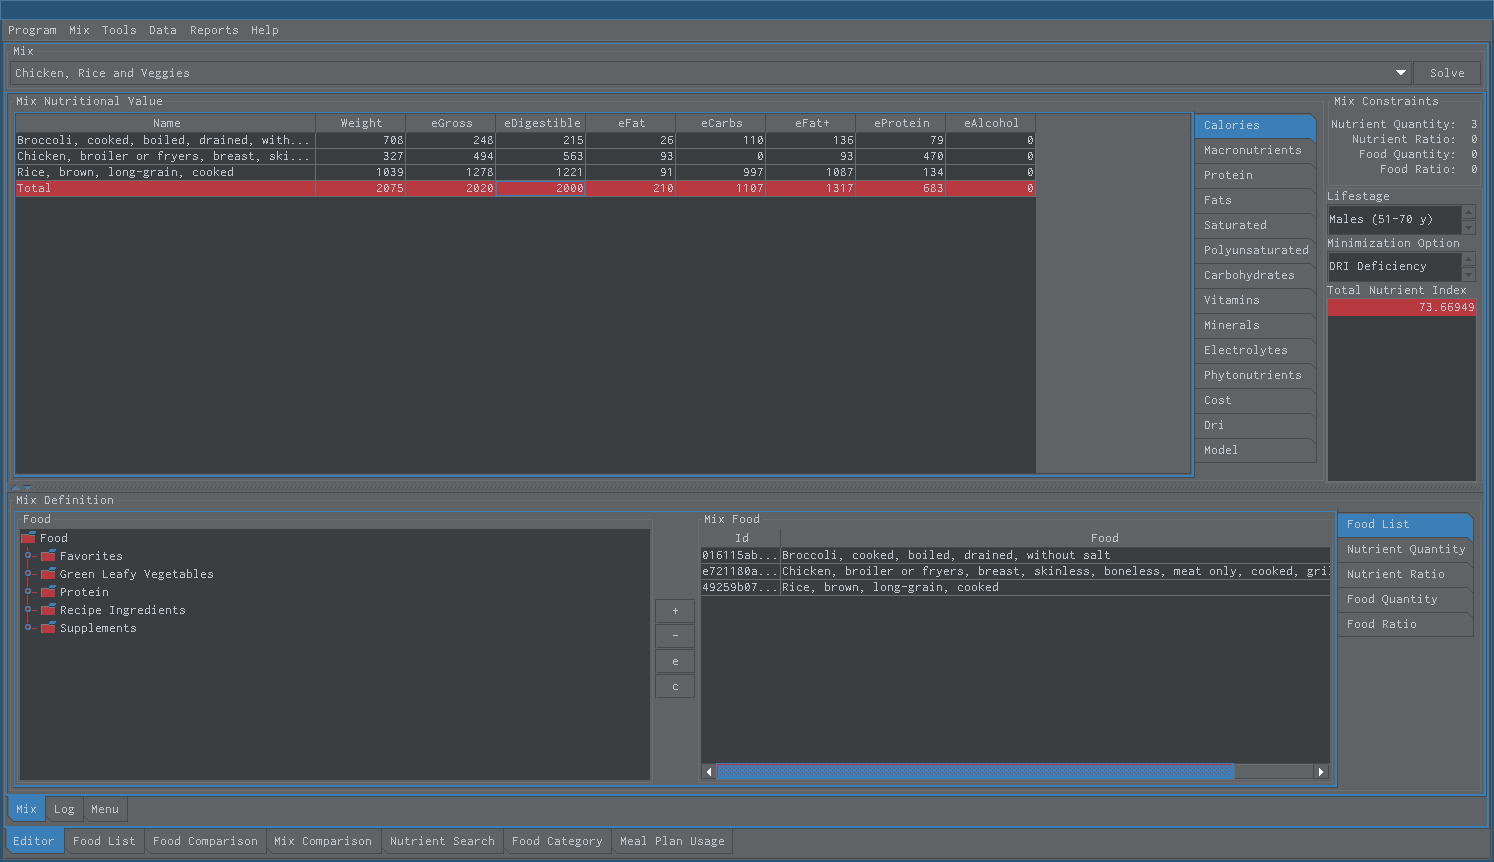 Program Mix Tools Data Reports Help
Mix
Chicken, Rice and Veggies Solve
Mix Nutritional Value
Name Weight eGross eDigestible eFat eCarbs eFat+ eProtein eAlcohol
Broccoli, cooked, boiled, drained, with... 708 248 215 26 110 136 79 0
Chicken, broiler or fryers, breast, ski... 327 494 563 93 0 93 470 0
Rice, brown, long-grain, cooked 1039 1278 1221 91 997 1087 134 0
Total 2075 2020 2000 210 1107 1317 683 0
Calories
Macronutrients
Protein
Fats
Saturated
Polyunsaturated
Carbohydrates
Vitamins
Minerals
Electrolytes
Phytonutrients
Cost
Dri
Model
Mix Constraints
Nutrient Quantity: 3
Nutrient Ratio: 0
Food Quantity: 0
Food Ratio: 0
Lifestage
Males (51-70 y)
Minimization Option
DRI Deficiency
Total Nutrient Index
73.66949
Mix Definition
Food
Food
Favorites
Green Leafy Vegetables
Protein
Recipe Ingredients
Supplements
+
-
e
c
Mix Food
Id Food
016115ab... Broccoli, cooked, boiled, drained, without salt
e721180a... Chicken, broiler or fryers, breast, skinless, boneless, meat only, cooked, gril
49259b07... Rice, brown, long-grain, cooked
Food List
Nutrient Quantity
Nutrient Ratio
Food Quantity
Food Ratio
Mix Log Menu
Editor Food List Food Comparison Mix Comparison Nutrient Search Food Category Meal Plan Usage